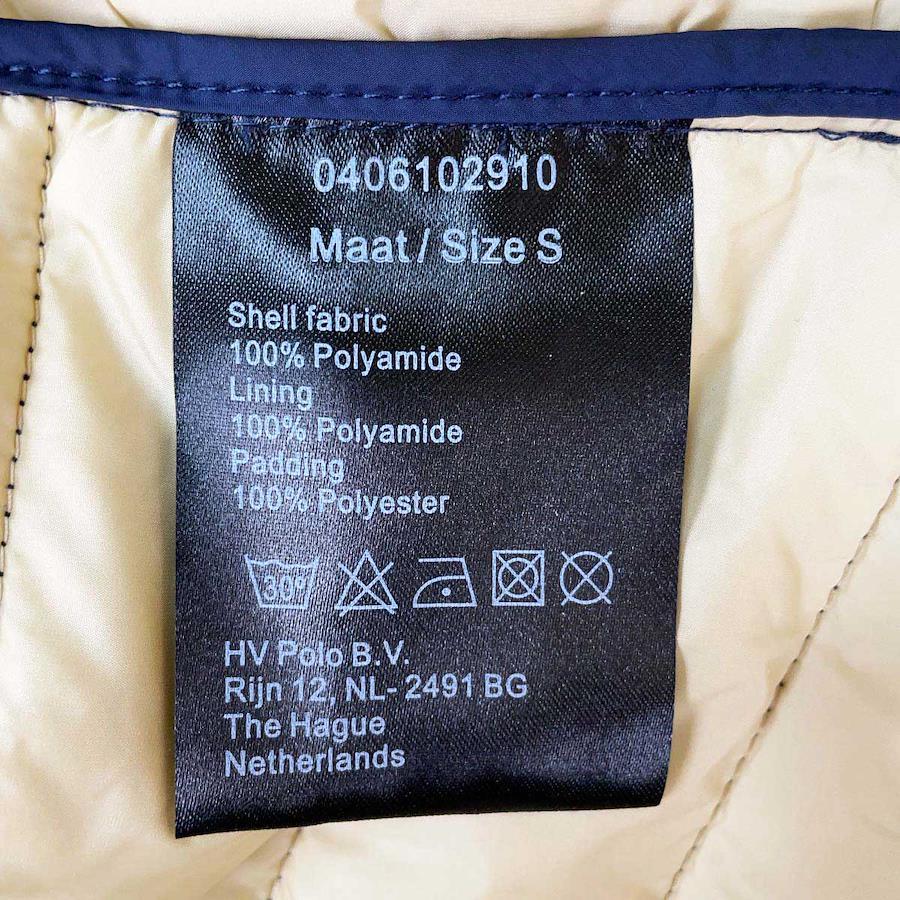 0406102910
Maat / Size S
Shell fabric
100% Polyamide
Lining
100% Polyamide
Padding
100% Polyester
30°
HV Polo B.V.
Rijn 12, NL- 2491 BG
The Hague
Netherlands